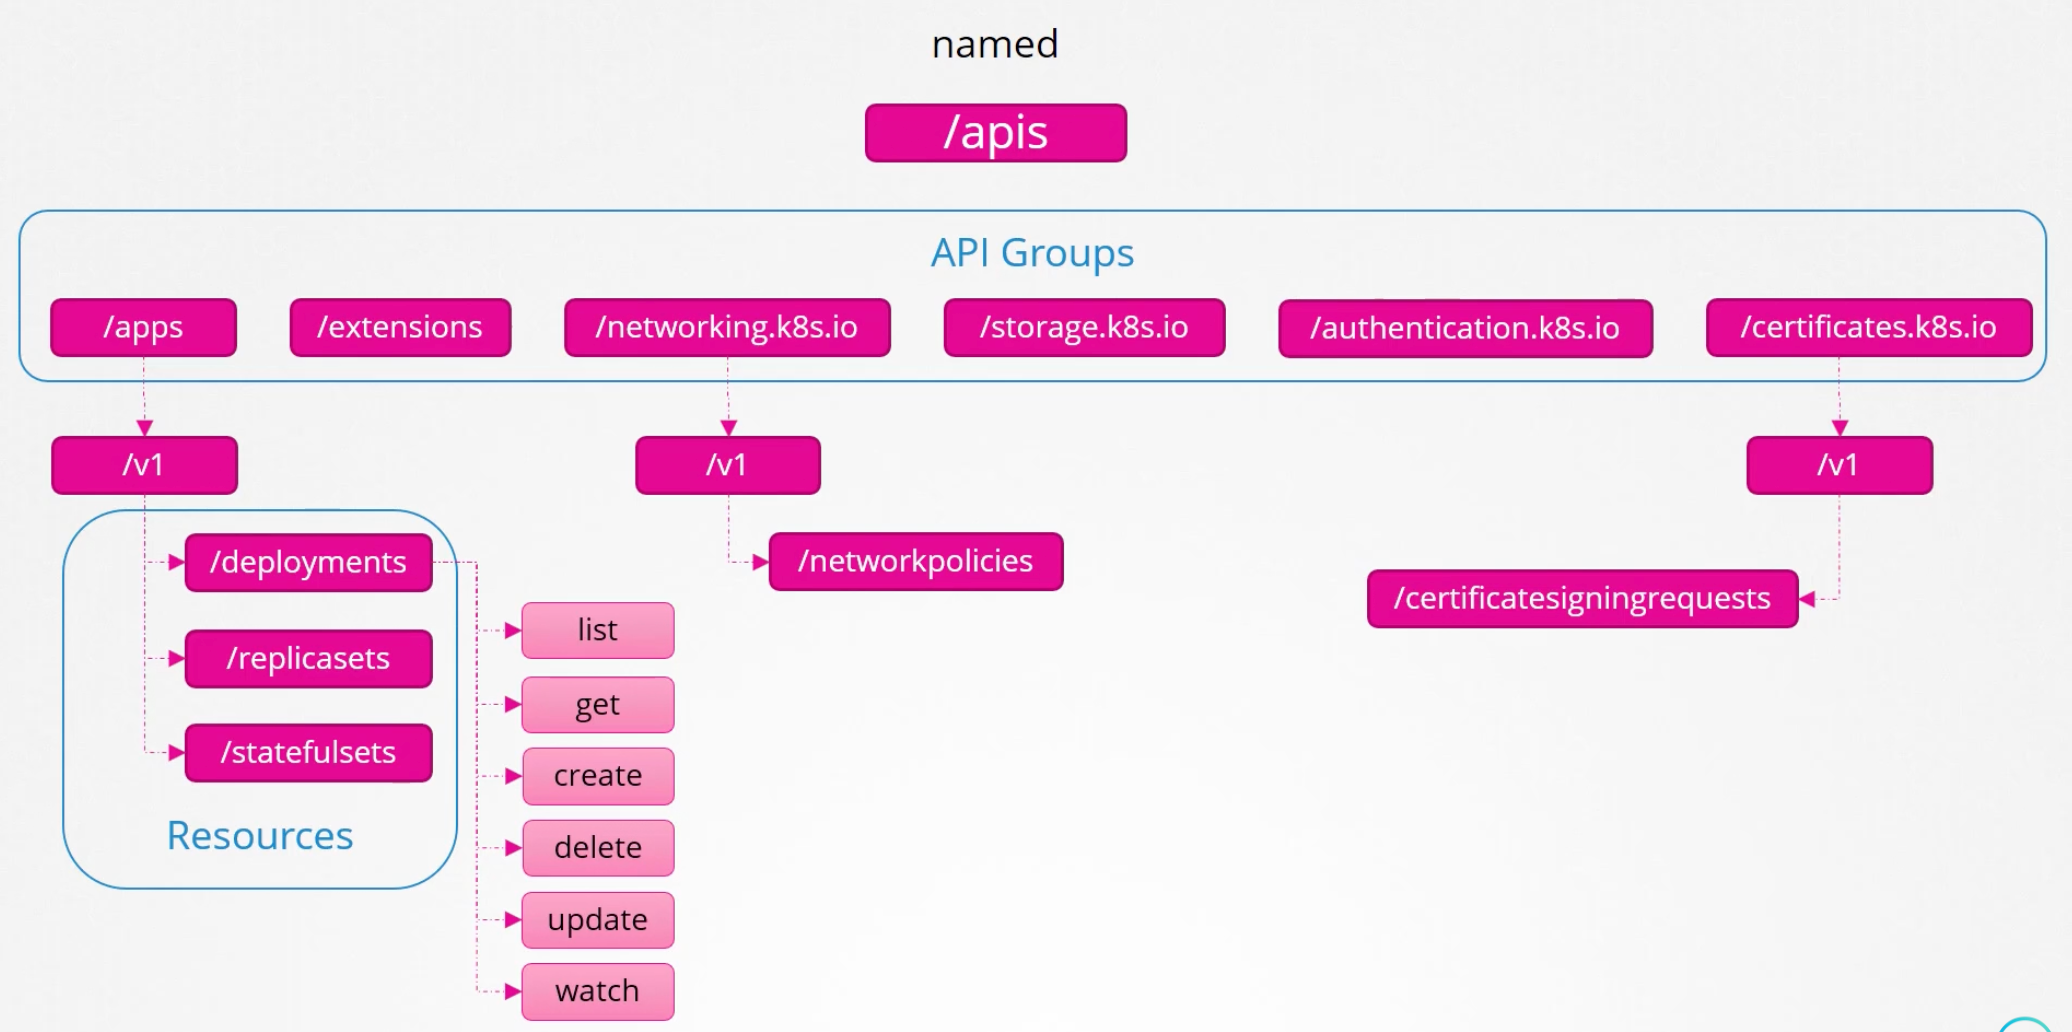 named
/apis
API Groups
/apps
/extensions
/networking.k8s.io
/storage.k8s.io
/authentication.k8s.io
/certificates.k8s.io
/v1
/v1
/v1
/deployments
/replicasets
/statefulsets
Resources
list
get
create
delete
update
watch
/networkpolicies
/certificatesigningrequests